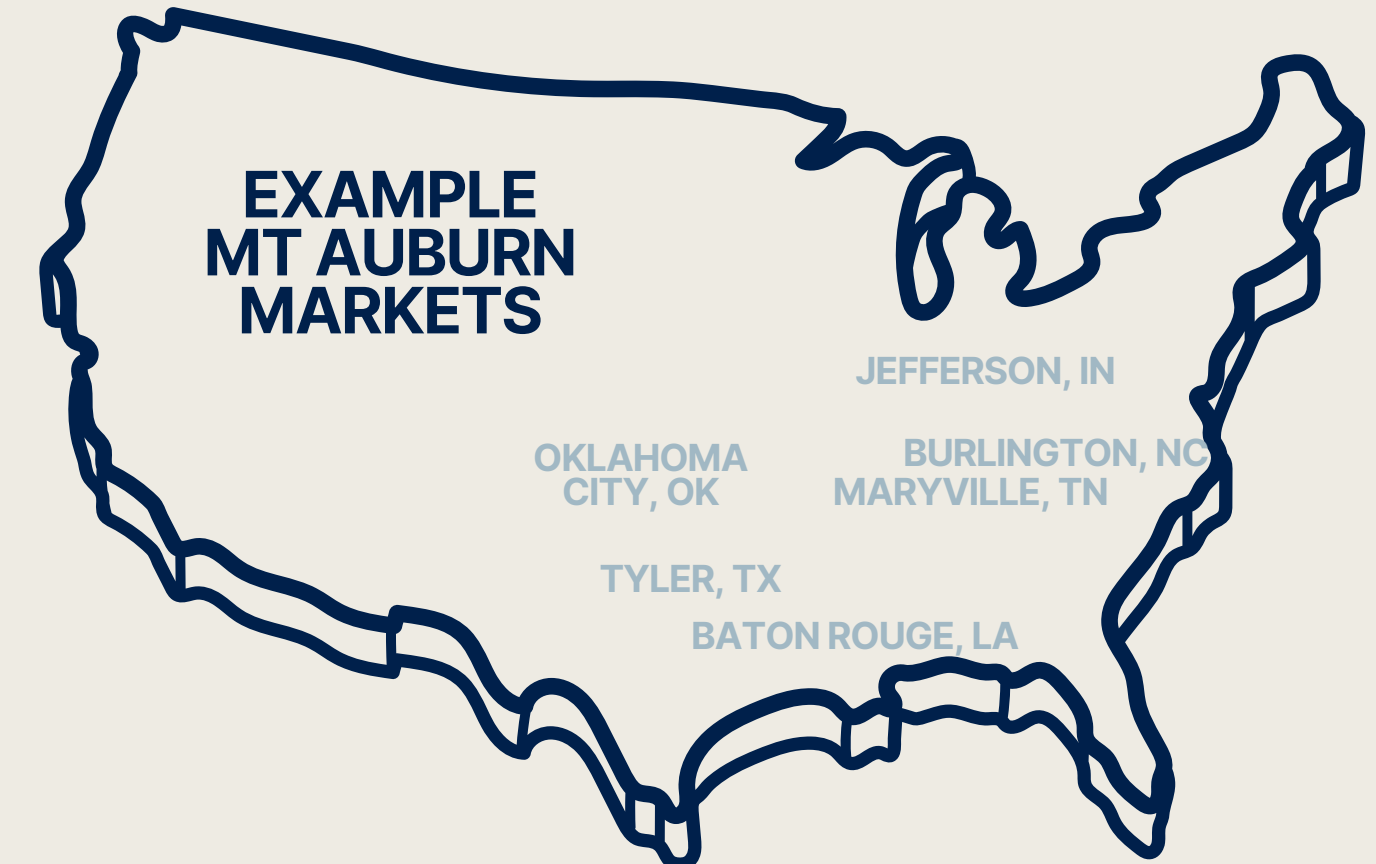 EXAMPLE
MT AUBURN
MARKETS
JEFFERSON, IN
OKLAHOMA
CITY, OK
BURLINGTON, NC
MARYVILLE, TN
TYLER, TX
BATON ROUGE, LA